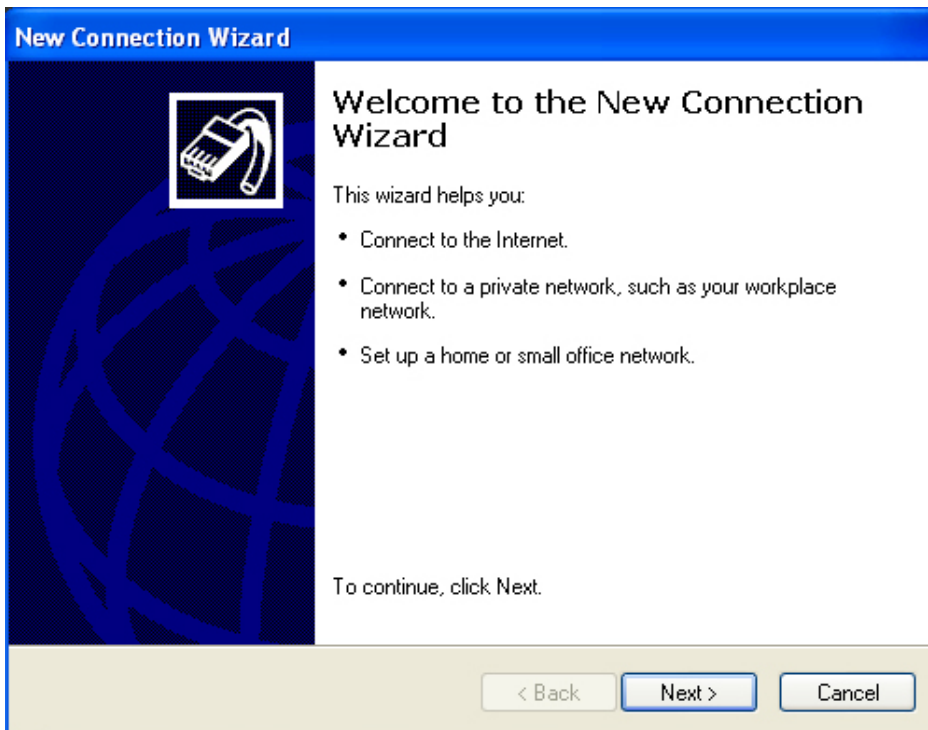 New Connection Wizard
Welcome to the New Connection
Wizard
This wizard helps you:
• Connect to the Internet.
• Connect to a private network, such as your workplace
network.
• Set up a home or small office network.
To continue, click Next.
< Back Next > Cancel